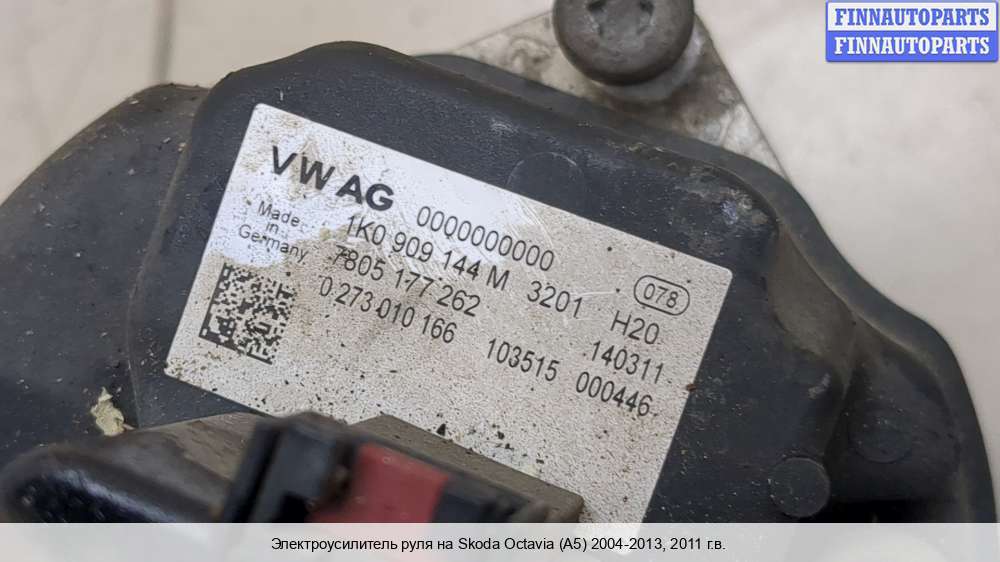 FINNAUTOPARTS
FINNAUTOPARTS
VW AG 0000000000
Made in Germany
1K0 909 144 M 3201 H20
078
7805 177 262 140311
0 273 010 166 103515 000446
Электроусилитель руля на Skoda Octavia (A5) 2004-2013, 2011 г.в.